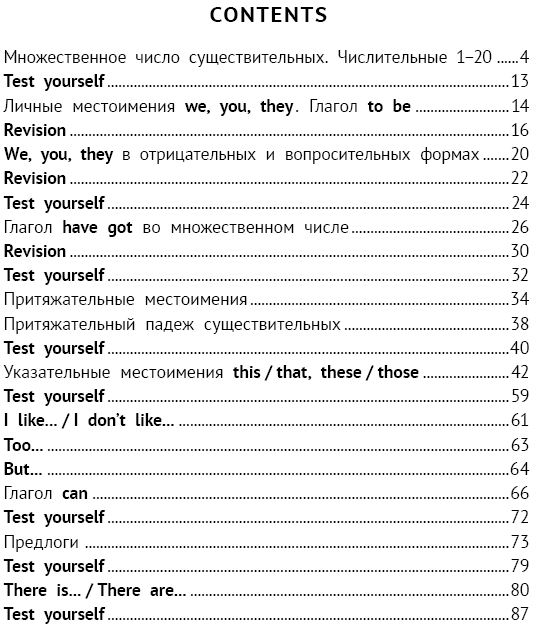 CONTENTS
Множественное число существительных. Числительные 1–20 ......4
Test yourself ..........13
Личные местоимения we, you, they. Глагол to be ..........14
Revision ..........16
We, you, they в отрицательных и вопросительных формах .......20
Revision ..........22
Test yourself ..........24
Глагол have got во множественном числе ..........26
Revision ..........30
Test yourself ..........32
Притяжательные местоимения ..........34
Притяжательный падеж существительных ..........38
Test yourself ..........40
Указательные местоимения this / that, these / those ..........42
Test yourself ..........59
I like... / I don’t like... ..........61
Too... ..........63
But... ..........64
Глагол can ..........66
Test yourself ..........72
Предлоги ..........73
Test yourself ..........79
There is... / There are... ..........80
Test yourself ..........87